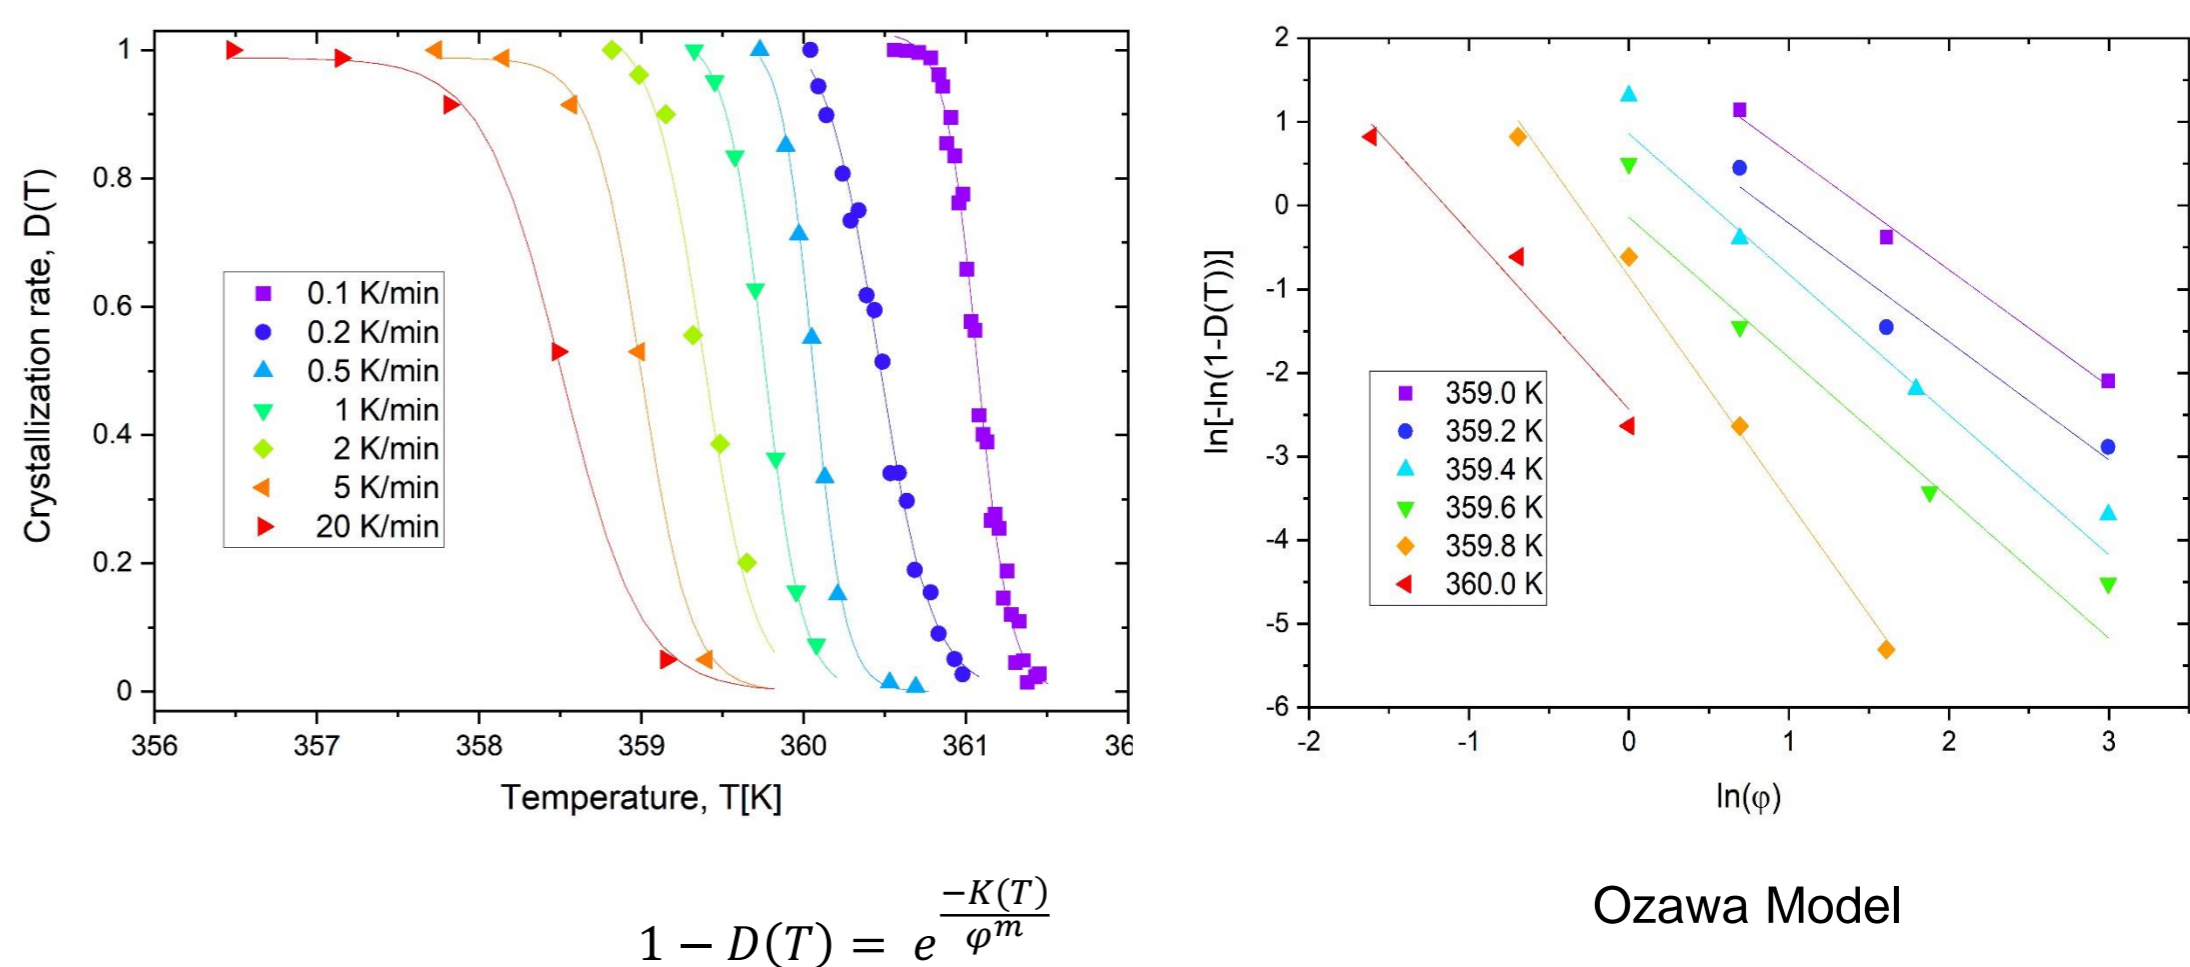 Crystallization rate, D(T)
1
0.8
0.6
0.4
0.2
0
0.1 K/min
0.2 K/min
0.5 K/min
1 K/min
2 K/min
5 K/min
20 K/min
356 357 358 359 360 361 36
Temperature, T[K]
ln[-ln(1-D(T))]
2
1
0
-1
-2
-3
-4
-5
-6
359.0 K
359.2 K
359.4 K
359.6 K
359.8 K
360.0 K
-2 -1 0 1 2 3
ln(φ)
1 − D(T) = e^{\frac{−K(T)}{φ^m}}
Ozawa Model